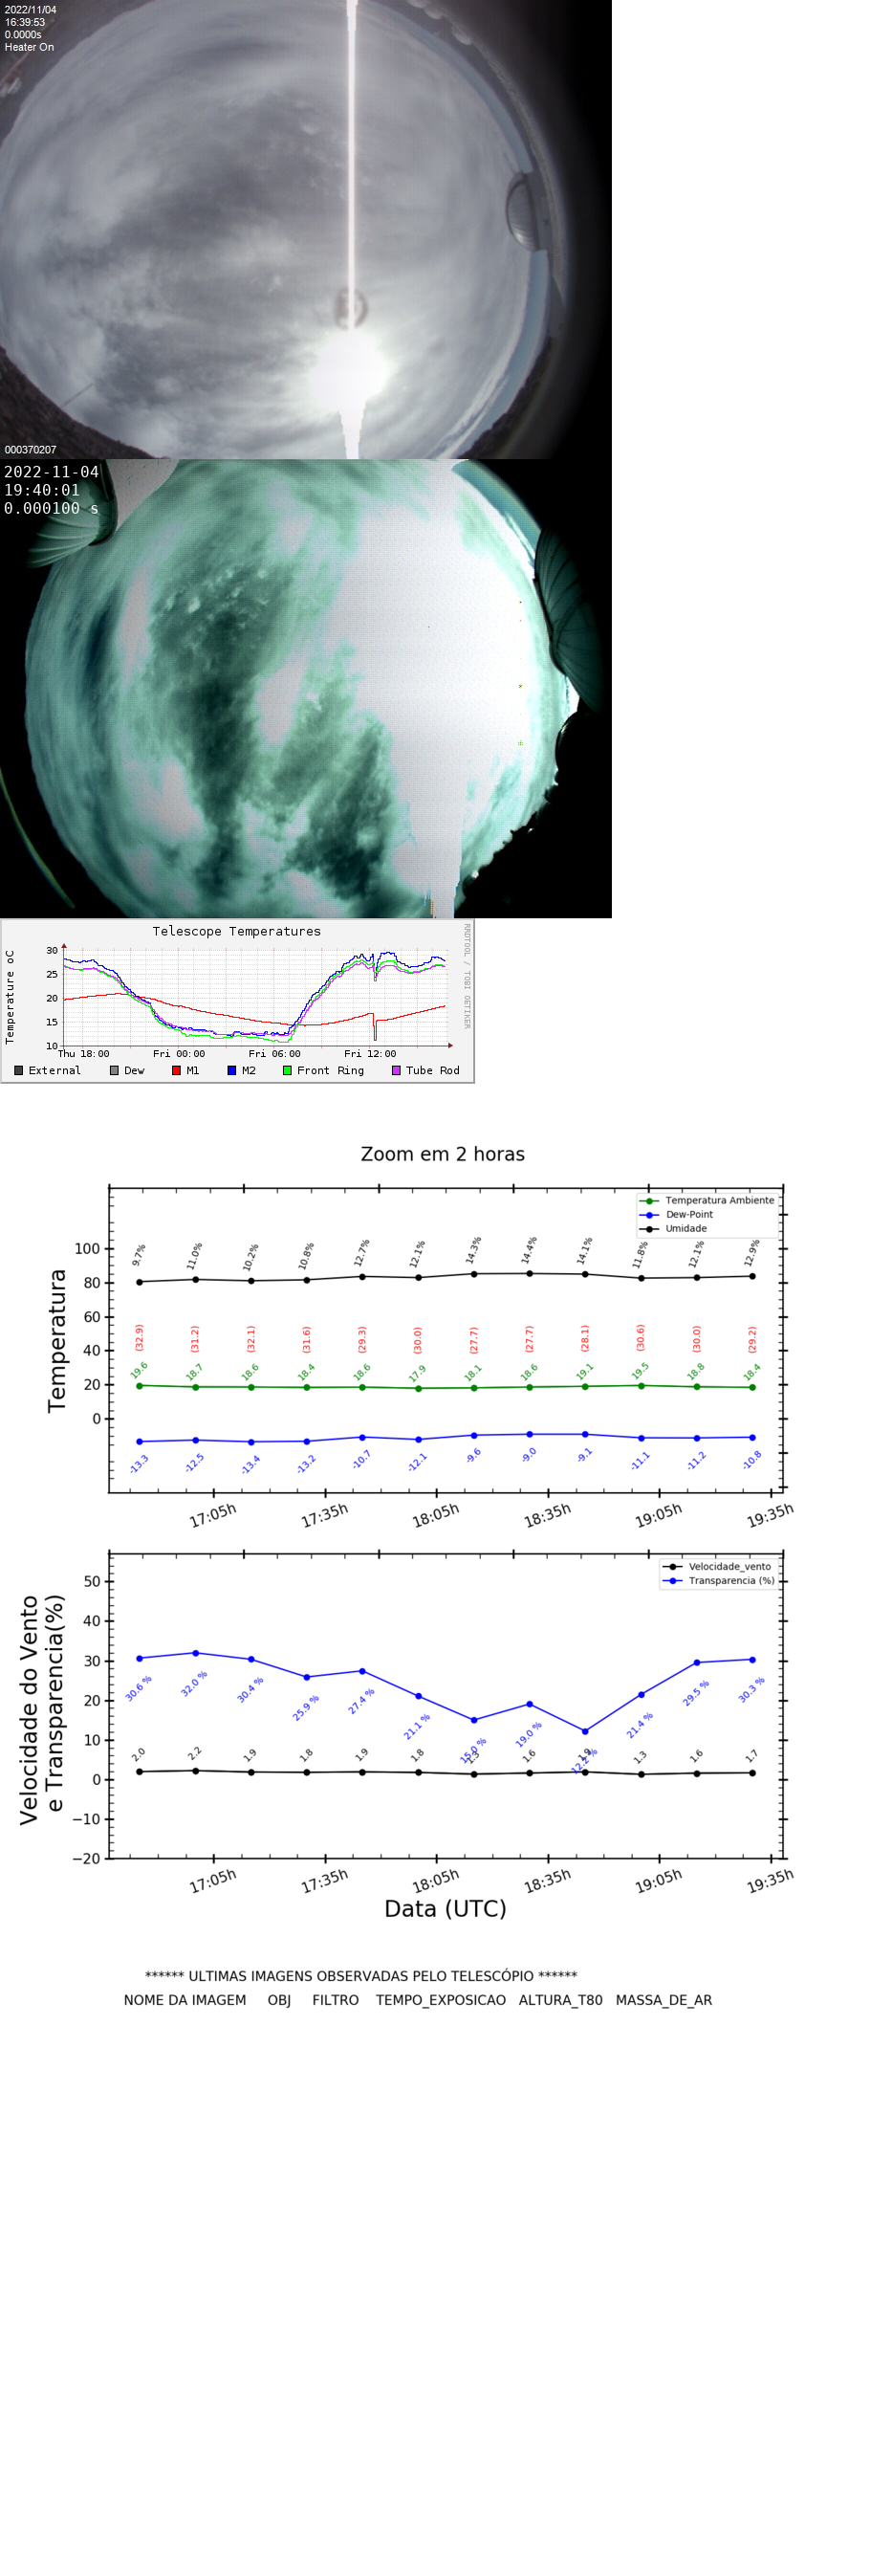 2022/11/04
16:39:53
0.0000s
Heater On
000370207
2022-11-04
19:40:01
0.000100 s
Telescope Temperatures
RRDTOOL / TOBI OETIKER
Temperature oC
30
25
20
15
10
Thu 18:00 Fri 00:00 Fri 06:00 Fri 12:00
External Dew M1 M2 Front Ring Tube Rod
Zoom em 2 horas
Temperatura Ambiente
Dew-Point
Umidade
Temperatura
100
80
60
40
20
0
9.7% 11.0% 10.2% 10.8% 12.7% 12.1% 14.3% 14.4% 14.1% 11.8% 12.1% 12.9%
(32.9) (31.2) (32.1) (31.6) (29.3) (30.0) (27.7) (27.7) (28.1) (30.6) (30.0) (29.2)
19.6 18.7 18.6 18.4 18.6 17.9 18.1 18.6 19.1 19.5 18.8 18.4
-13.3 -12.5 -13.4 -13.2 -10.7 -12.1 -9.6 -9.0 -9.1 -11.1 -11.2 -10.8
17:05h 17:35h 18:05h 18:35h 19:05h 19:35h
Velocidade_vento
Transparencia (%)
Velocidade do Vento
e Transparencia(%)
50
40
30
20
10
0
−10
−20
30.6 % 32.0 % 30.4 % 25.9 % 27.4 % 21.1 % 15.0 % 19.0 % 12.2 % 21.4 % 29.5 % 30.3 %
2.0 2.2 1.9 1.8 1.9 1.8 1.3 1.6 1.9 1.3 1.6 1.7
17:05h 17:35h 18:05h 18:35h 19:05h 19:35h
Data (UTC)
****** ULTIMAS IMAGENS OBSERVADAS PELO TELESCÓPIO ******
NOME DA IMAGEM OBJ FILTRO TEMPO_EXPOSICAO ALTURA_T80 MASSA_DE_AR